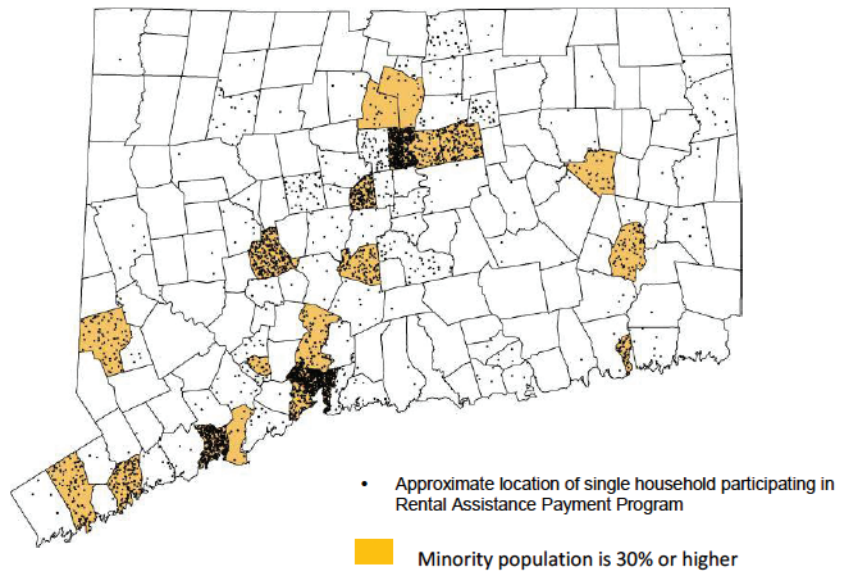 • Approximate location of single household participating in
Rental Assistance Payment Program
Minority population is 30% or higher